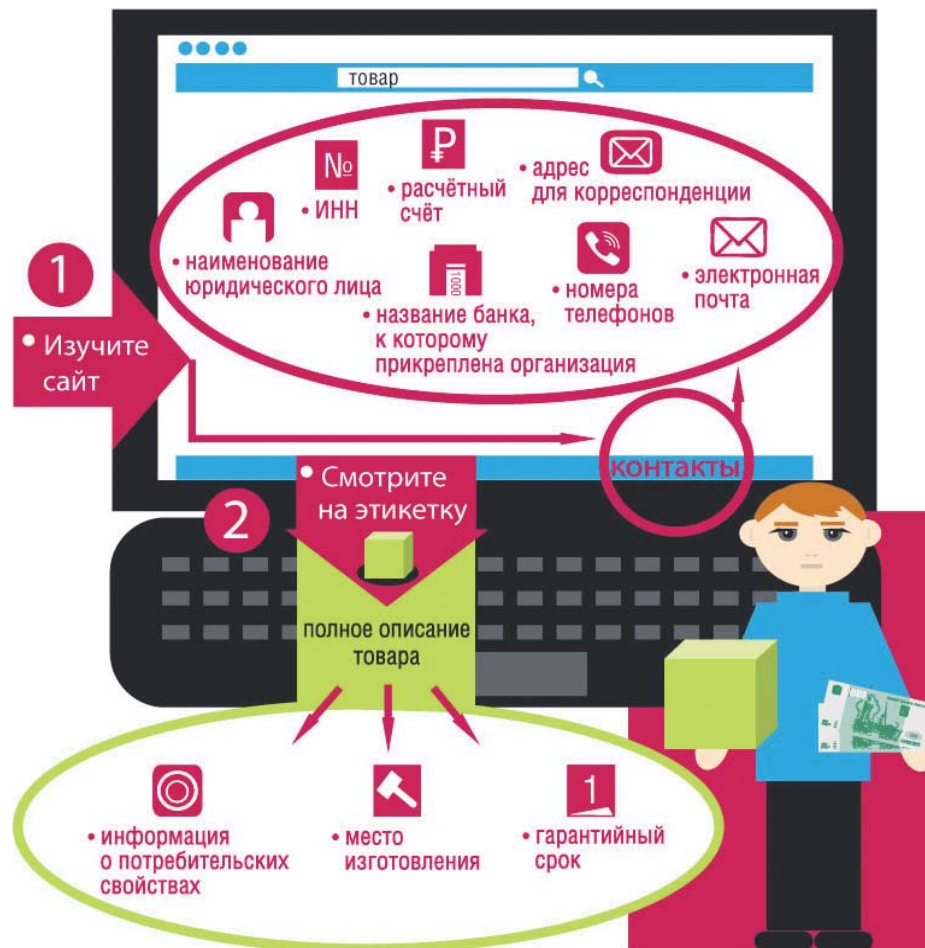 товар
№
₽
• ИНН
• расчётный
счёт
• адрес
для корреспонденции
• наименование
юридического лица
1000
• название банка,
к которому
прикреплена организация
• номера
телефонов
• электронная
почта
1
• Изучите
сайт
контакты
2
• Смотрите
на этикетку
полное описание
товара
1000
• информация
о потребительских
свойствах
• место
изготовления
1
• гарантийный
срок